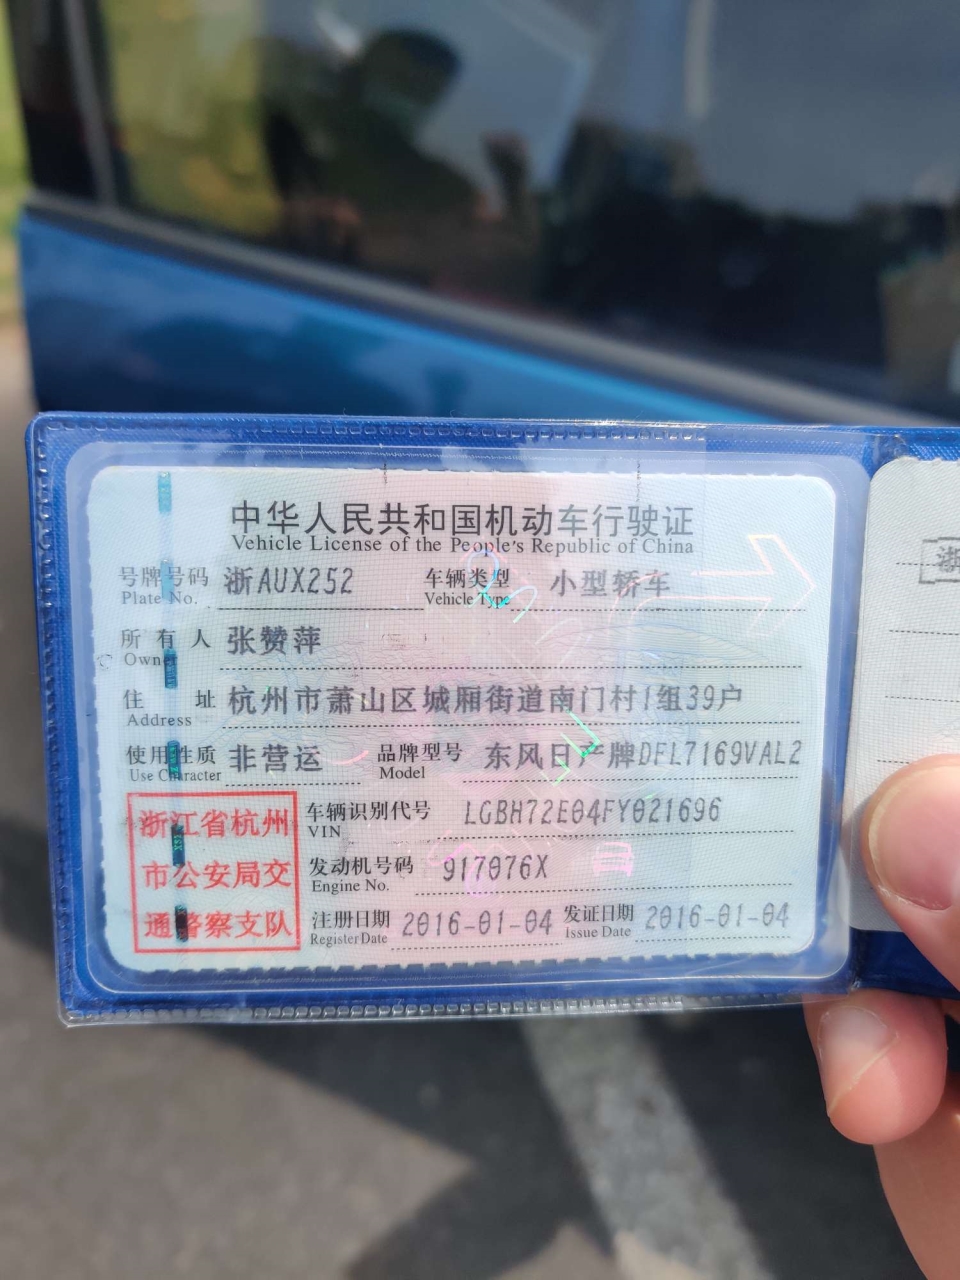 中华人民共和国机动车行驶证
Vehicle License of the People's Republic of China
号牌号码 浙AUX252 车辆类型 小型轿车
Plate No. Vehicle Type
所有人 张赞萍
Owner
住址 杭州市萧山区城厢街道南门村1组39户
Address
使用性质 非营运 品牌型号 东风日产牌DFL7169VAL2
Use Character Model
浙江省杭州
市公安局交
通警察支队
车辆识别代号 LGBH72E04FY021696
VIN
发动机号码 917076X
Engine No.
注册日期 2016-01-04 发证日期 2016-01-04
Register Date Issue Date
浙